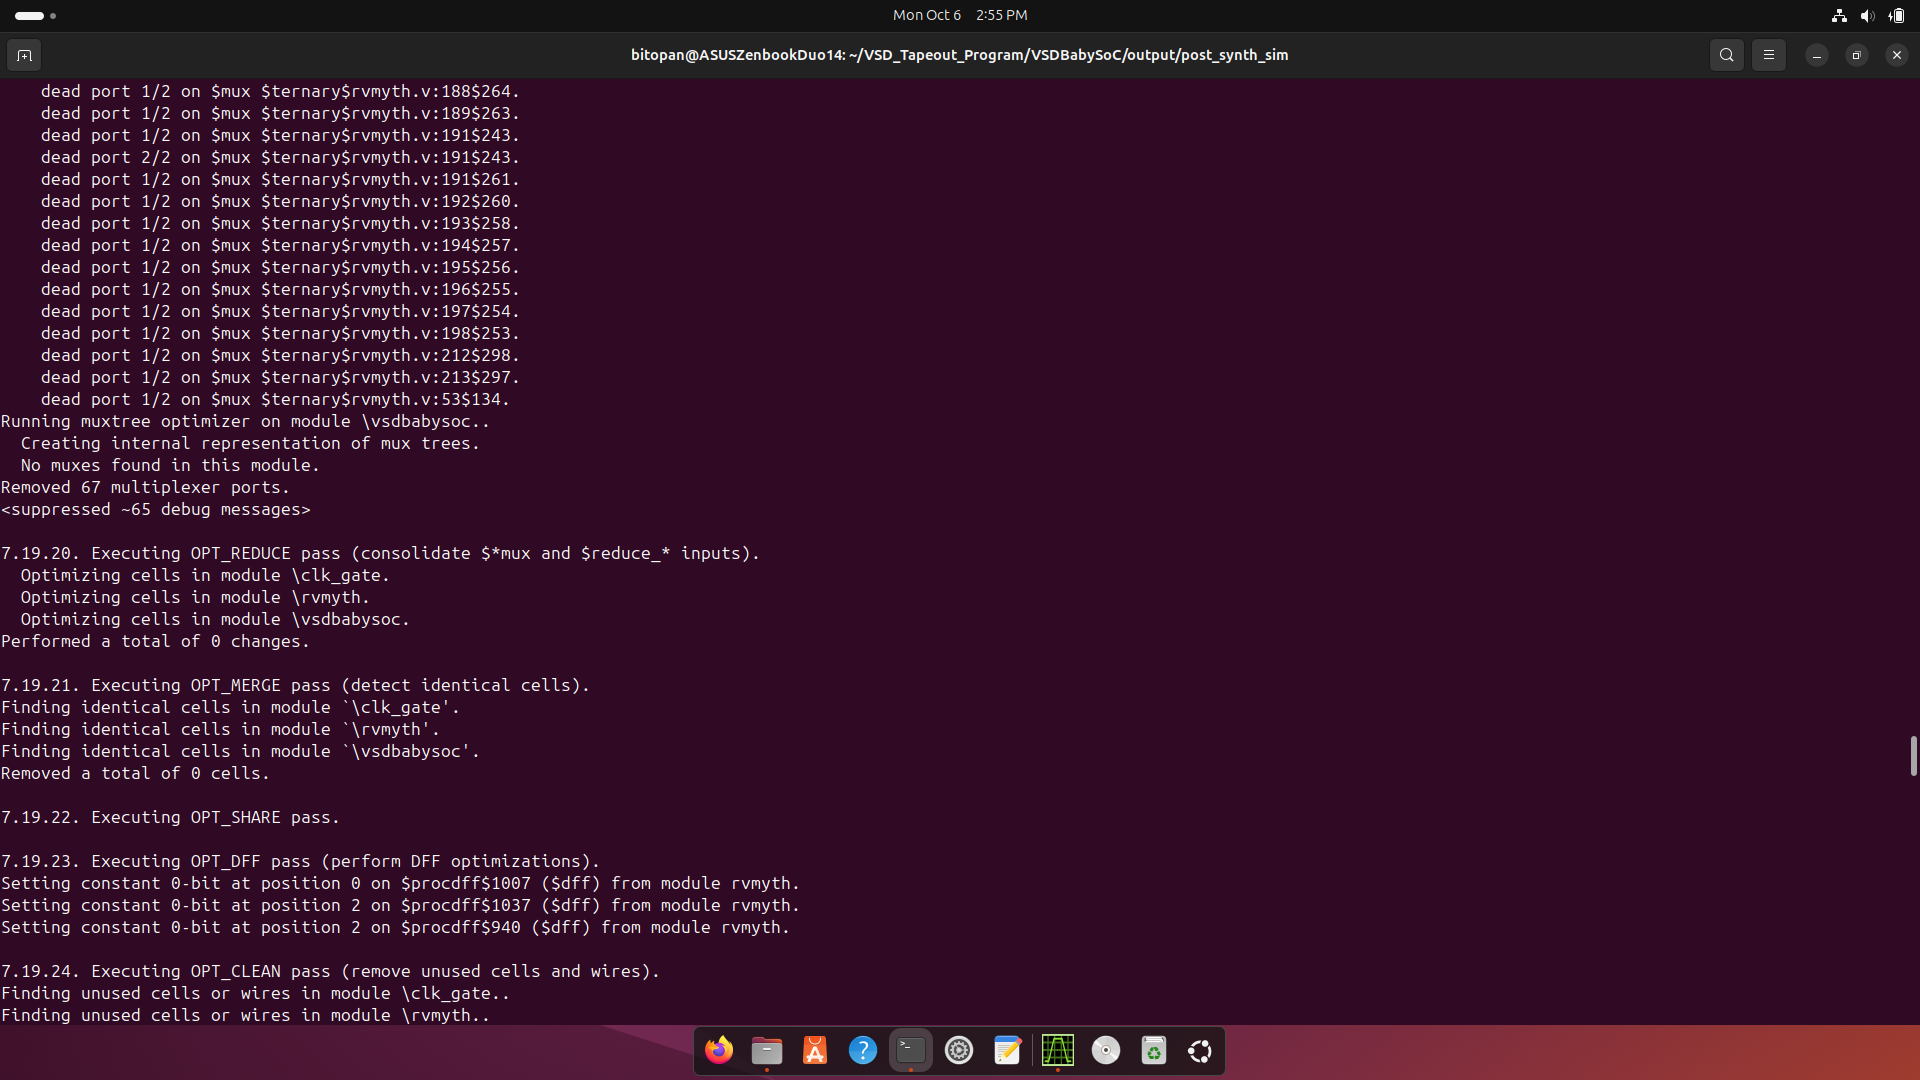 Mon Oct 6 2:55 PM
bitopan@ASUSZenbookDuo14: ~/VSD_Tapeout_Program/VSDBabySoC/output/post_synth_sim
dead port 1/2 on $mux $ternary$rvmyth.v:188$264.
dead port 1/2 on $mux $ternary$rvmyth.v:189$263.
dead port 1/2 on $mux $ternary$rvmyth.v:191$243.
dead port 2/2 on $mux $ternary$rvmyth.v:191$243.
dead port 1/2 on $mux $ternary$rvmyth.v:191$261.
dead port 1/2 on $mux $ternary$rvmyth.v:192$260.
dead port 1/2 on $mux $ternary$rvmyth.v:193$258.
dead port 1/2 on $mux $ternary$rvmyth.v:194$257.
dead port 1/2 on $mux $ternary$rvmyth.v:195$256.
dead port 1/2 on $mux $ternary$rvmyth.v:196$255.
dead port 1/2 on $mux $ternary$rvmyth.v:197$254.
dead port 1/2 on $mux $ternary$rvmyth.v:198$253.
dead port 1/2 on $mux $ternary$rvmyth.v:212$298.
dead port 1/2 on $mux $ternary$rvmyth.v:213$297.
dead port 1/2 on $mux $ternary$rvmyth.v:53$134.
Running muxtree optimizer on module \vsdbabysoc..
Creating internal representation of mux trees.
No muxes found in this module.
Removed 67 multiplexer ports.
<suppressed ~65 debug messages>
7.19.20. Executing OPT_REDUCE pass (consolidate $*mux and $reduce_* inputs).
Optimizing cells in module \clk_gate.
Optimizing cells in module \rvmyth.
Optimizing cells in module \vsdbabysoc.
Performed a total of 0 changes.
7.19.21. Executing OPT_MERGE pass (detect identical cells).
Finding identical cells in module `\clk_gate'.
Finding identical cells in module `\rvmyth'.
Finding identical cells in module `\vsdbabysoc'.
Removed a total of 0 cells.
7.19.22. Executing OPT_SHARE pass.
7.19.23. Executing OPT_DFF pass (perform DFF optimizations).
Setting constant 0-bit at position 0 on $procdff$1007 ($dff) from module rvmyth.
Setting constant 0-bit at position 2 on $procdff$1037 ($dff) from module rvmyth.
Setting constant 0-bit at position 2 on $procdff$940 ($dff) from module rvmyth.
7.19.24. Executing OPT_CLEAN pass (remove unused cells and wires).
Finding unused cells or wires in module \clk_gate..
Finding unused cells or wires in module \rvmyth..